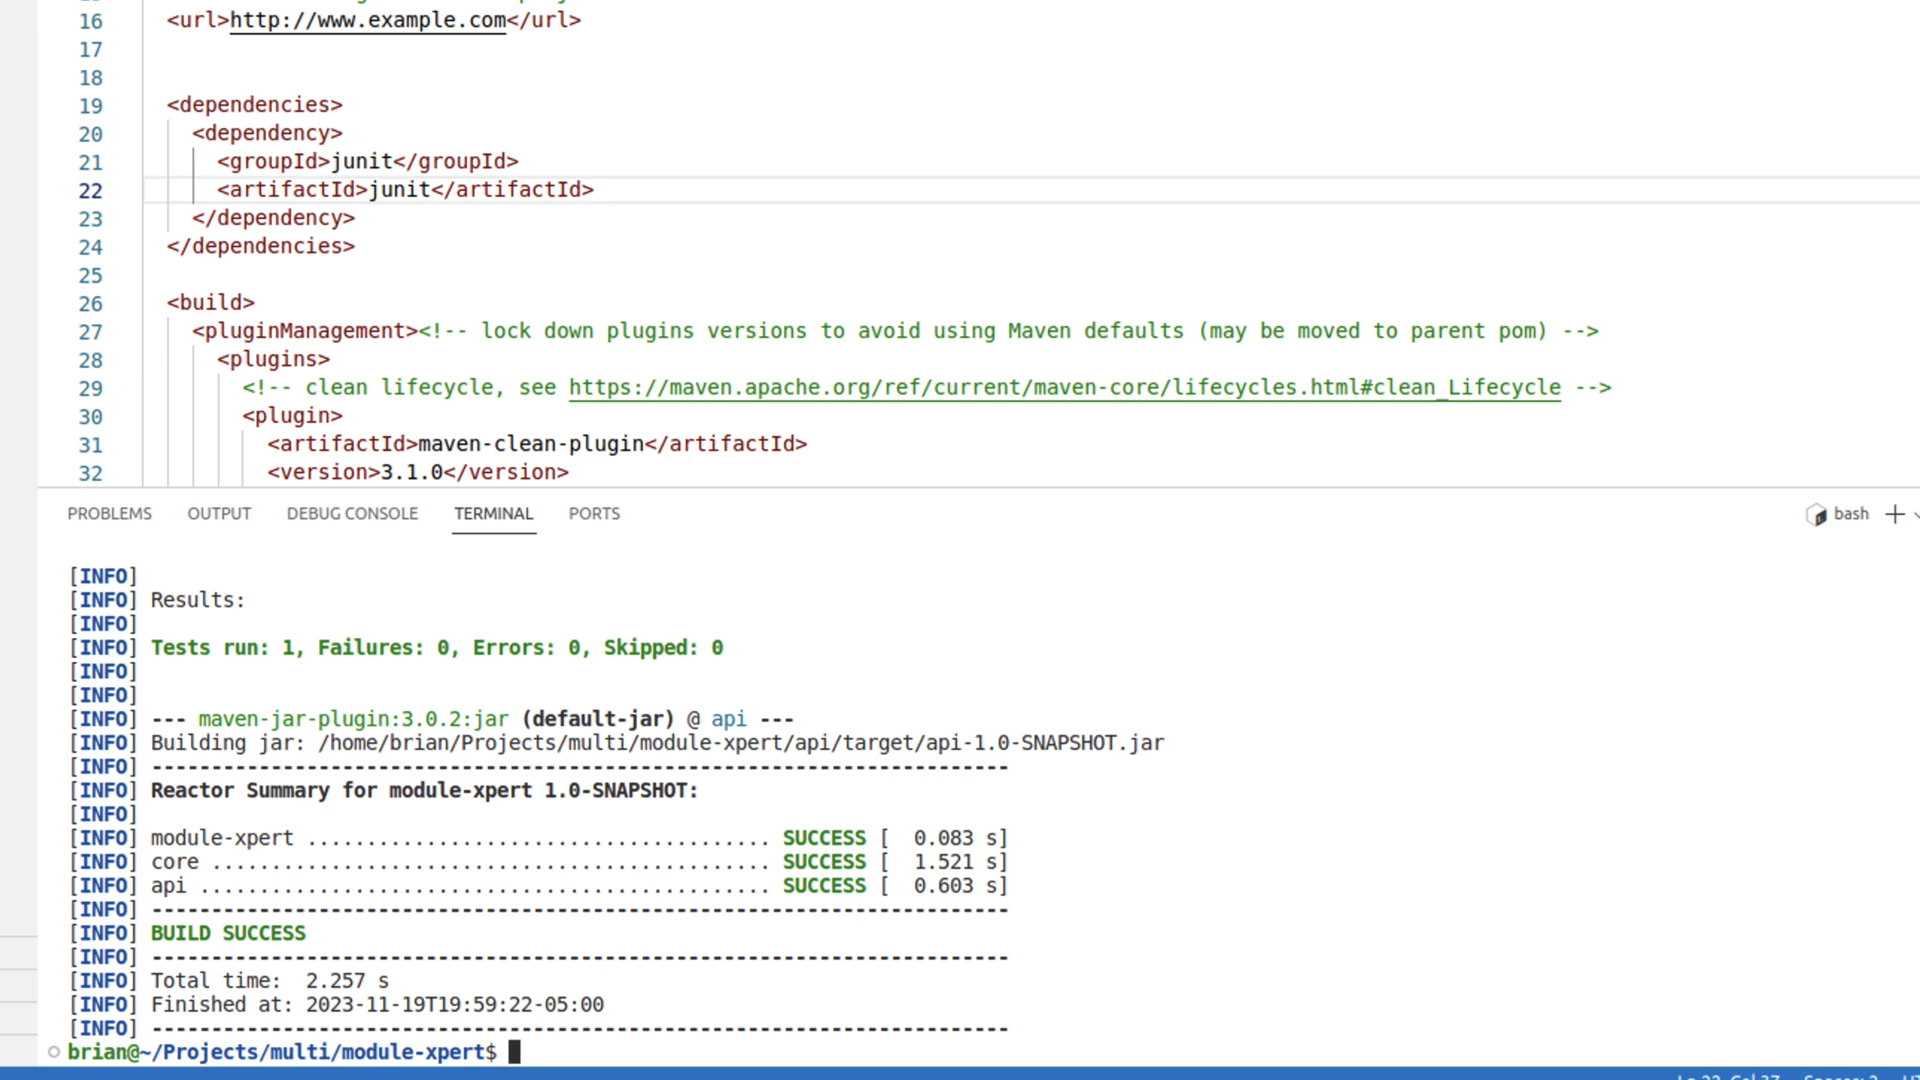 16 <url>http://www.example.com</url>
17
18
19 <dependencies>
20 <dependency>
21 <groupId>junit</groupId>
22 <artifactId>junit</artifactId>
23 </dependency>
24 </dependencies>
25
26 <build>
27 <pluginManagement><!-- lock down plugins versions to avoid using Maven defaults (may be moved to parent pom) -->
28 <plugins>
29 <!-- clean lifecycle, see https://maven.apache.org/ref/current/maven-core/lifecycles.html#clean_Lifecycle -->
30 <plugin>
31 <artifactId>maven-clean-plugin</artifactId>
32 <version>3.1.0</version>
PROBLEMS OUTPUT DEBUG CONSOLE TERMINAL PORTS bash
[INFO]
[INFO] Results:
[INFO]
[INFO] Tests run: 1, Failures: 0, Errors: 0, Skipped: 0
[INFO]
[INFO]
[INFO] --- maven-jar-plugin:3.0.2:jar (default-jar) @ api ---
[INFO] Building jar: /home/brian/Projects/multi/module-xpert/api/target/api-1.0-SNAPSHOT.jar
[INFO] ------------------------------------------------------------------------
[INFO] Reactor Summary for module-xpert 1.0-SNAPSHOT:
[INFO]
[INFO] module-xpert ....................................... SUCCESS [  0.083 s]
[INFO] core ............................................... SUCCESS [  1.521 s]
[INFO] api ................................................ SUCCESS [  0.603 s]
[INFO] ------------------------------------------------------------------------
[INFO] BUILD SUCCESS
[INFO] ------------------------------------------------------------------------
[INFO] Total time:  2.257 s
[INFO] Finished at: 2023-11-19T19:59:22-05:00
[INFO] ------------------------------------------------------------------------
brian@~/Projects/multi/module-xpert$